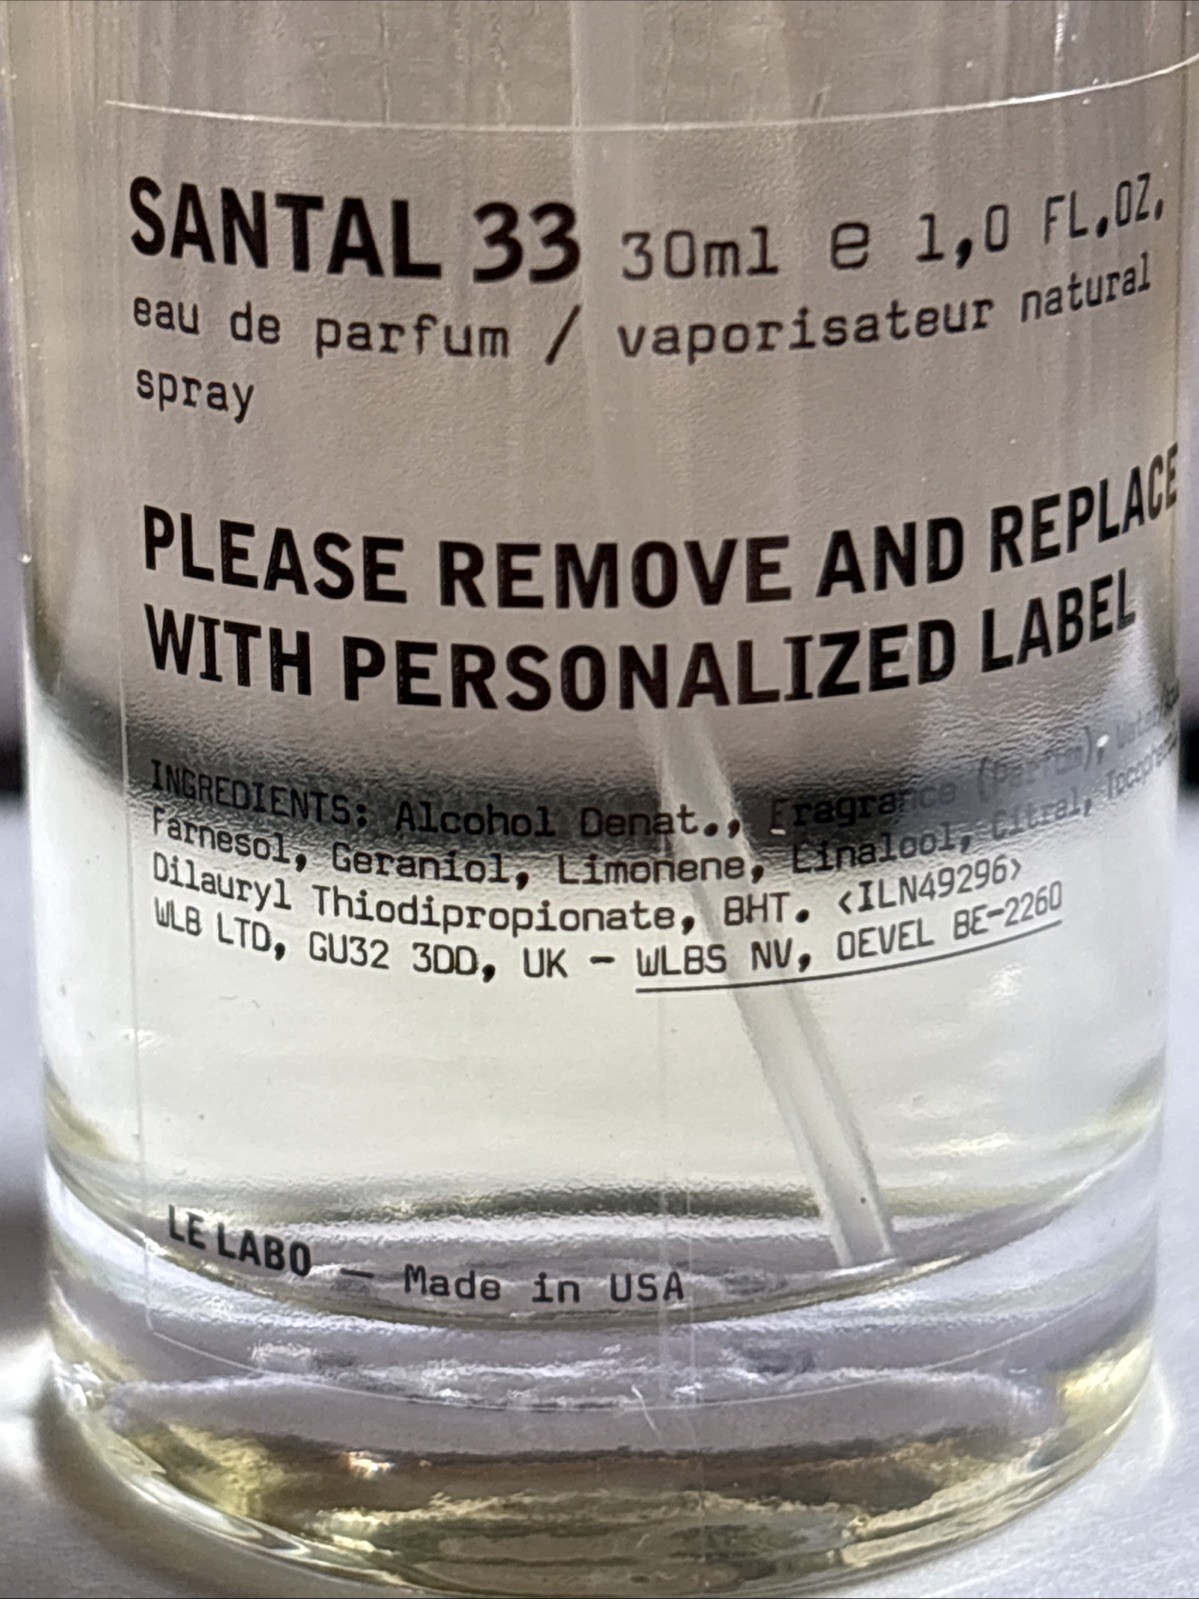 SANTAL 33 30ml e 1,0 FL.OZ.
eau de parfum / vaporisateur natural
spray
PLEASE REMOVE AND REPLACE
WITH PERSONALIZED LABEL
INGREDIENTS: Alcohol Denat., Fragrance (Parfum),
Farnesol, Geraniol, Limonene, Linalool, Citral,
Dilauryl Thiodipropionate, BHT. <ILN49296>
WLB LTD, GU32 3DD, UK – WLBS NV, OEVEL BE-2260
LE LABO – Made in USA